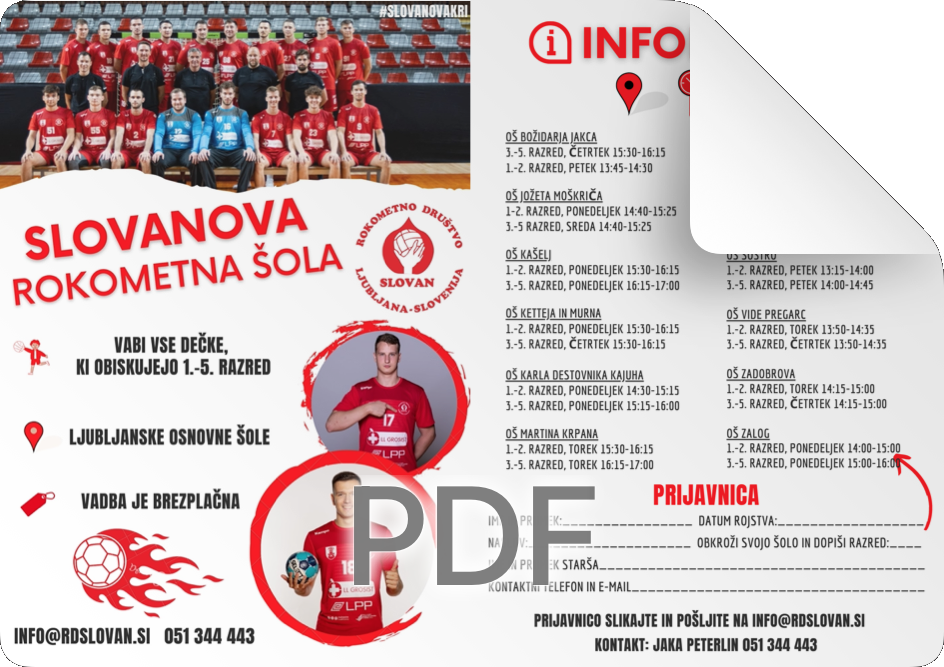 #SLOVANOVAKRI
SLOVANOVA
ROKOMETNA ŠOLA
ROKOMETNO DRUŠTVO
SLOVAN
LJUBLJANA-SLOVENIJA
VABI VSE DEČKE,
KI OBISKUJEJO 1.-5. RAZRED
LJUBLJANSKE OSNOVNE ŠOLE
VADBA JE BREZPLAČNA
17
LL GROSIST
LPP
LL GROSIST
LPP
INFO@RDSLOVAN.SI 051 344 443
INFO
OŠ BOŽIDARJA JAKCA
3.-5. RAZRED, ČETRTEK 15:30-16:15
1.-2. RAZRED, PETEK 13:45-14:30
OŠ JOŽETA MOŠKRIČA
1-2. RAZRED, PONEDELJEK 14:40-15:25
3.-5 RAZRED, SREDA 14:40-15:25
OŠ KAŠELJ
1.-2. RAZRED, PONEDELJEK 15:30-16:15
3.-5. RAZRED, PONEDELJEK 16:15-17:00
OŠ KETTEJA IN MURNA
1.-2. RAZRED, PONEDELJEK 15:30-16:15
3.-5. RAZRED, ČETRTEK 15:30-16:15
OŠ KARLA DESTOVNIKA KAJUHA
1.-2. RAZRED, PONEDELJEK 14:30-15:15
3.-5. RAZRED, PONEDELJEK 15:15-16:00
OŠ MARTINA KRPANA
1.-2. RAZRED, TOREK 15:30-16:15
3.-5. RAZRED, TOREK 16:15-17:00
OŠ SOSTRO
1.-2. RAZRED, PETEK 13:15-14:00
3.-5. RAZRED, PETEK 14:00-14:45
OŠ VIDE PREGARC
1.-2. RAZRED, TOREK 13:50-14:35
3.-5. RAZRED, ČETRTEK 13:50-14:35
OŠ ZADOBROVA
1.-2. RAZRED, TOREK 14:15-15:00
3.-5. RAZRED, ČETRTEK 14:15-15:00
OŠ ZALOG
1.-2. RAZRED, PONEDELJEK 14:00-15:00
3.-5. RAZRED, PONEDELJEK 15:00-16:00
PRIJAVNICA
DATUM ROJSTVA:
OBKROŽI SVOJO ŠOLO IN DOPIŠI RAZRED:
STARŠA
KONTAKTNI TELEFON IN E-MAIL
PDF
PRIJAVNICO SLIKAJTE IN POŠLJITE NA INFO@RDSLOVAN.SI
KONTAKT: JAKA PETERLIN 051 344 443